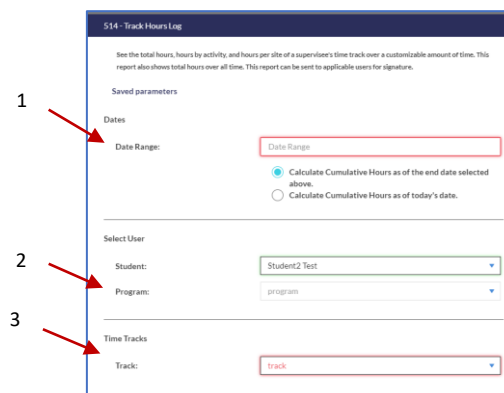 514 - Track Hours Log
See the total hours, hours by activity, and hours per site of a supervisee's time track over a customizable amount of time. This
report also shows total hours over all time. This report can be sent to applicable users for signature.
Saved parameters
1
Dates
Date Range:
Date Range
Calculate Cumulative Hours as of the end date selected
above.
Calculate Cumulative Hours as of today's date.
Select User
2
Student:
Student2 Test
Program:
program
3
Time Tracks
Track:
track